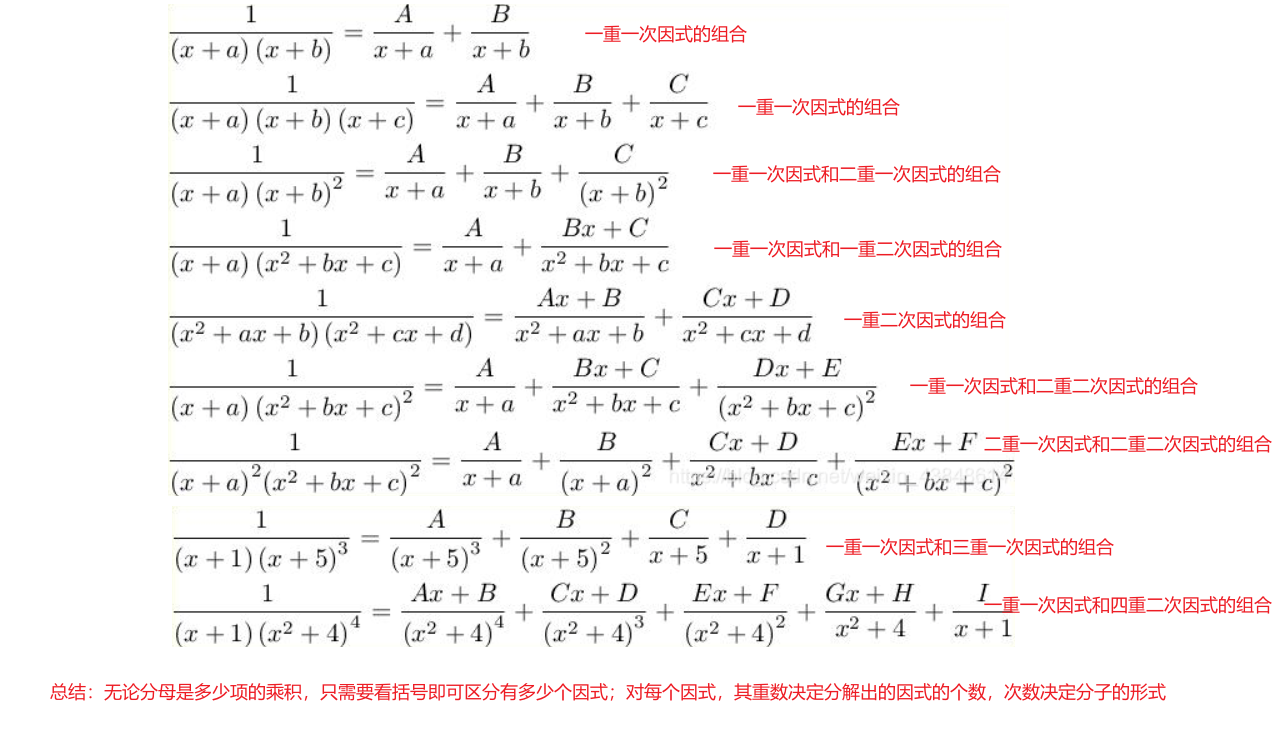 \frac{1}{(x+a)(x+b)} = \frac{A}{x+a} + \frac{B}{x+b} 一重一次因式的组合
\frac{1}{(x+a)(x+b)(x+c)} = \frac{A}{x+a} + \frac{B}{x+b} + \frac{C}{x+c} 一重一次因式的组合
\frac{1}{(x+a)(x+b)^2} = \frac{A}{x+a} + \frac{B}{x+b} + \frac{C}{(x+b)^2} 一重一次因式和二重一次因式的组合
\frac{1}{(x+a)(x^2+bx+c)} = \frac{A}{x+a} + \frac{Bx+C}{x^2+bx+c} 一重一次因式和一重二次因式的组合
\frac{1}{(x^2+ax+b)(x^2+cx+d)} = \frac{Ax+B}{x^2+ax+b} + \frac{Cx+D}{x^2+cx+d} 一重二次因式的组合
\frac{1}{(x+a)(x^2+bx+c)^2} = \frac{A}{x+a} + \frac{Bx+C}{x^2+bx+c} + \frac{Dx+E}{(x^2+bx+c)^2} 一重一次因式和二重二次因式的组合
\frac{1}{(x+a)^2(x^2+bx+c)^2} = \frac{A}{x+a} + \frac{B}{(x+a)^2} + \frac{Cx+D}{x^2+bx+c} + \frac{Ex+F}{(x^2+bx+c)^2} 二重一次因式和二重二次因式的组合
\frac{1}{(x+1)(x+5)^3} = \frac{A}{(x+5)^3} + \frac{B}{(x+5)^2} + \frac{C}{x+5} + \frac{D}{x+1} 一重一次因式和三重一次因式的组合
\frac{1}{(x+1)(x^2+4)^4} = \frac{Ax+B}{(x^2+4)^4} + \frac{Cx+D}{(x^2+4)^3} + \frac{Ex+F}{(x^2+4)^2} + \frac{Gx+H}{x^2+4} + \frac{I}{x+1} 一重一次因式和四重二次因式的组合
总结：无论分母是多少项的乘积，只需要看括号即可区分有多少个因式；对每个因式，其重数决定分解出的因式的个数，次数决定分子的形式